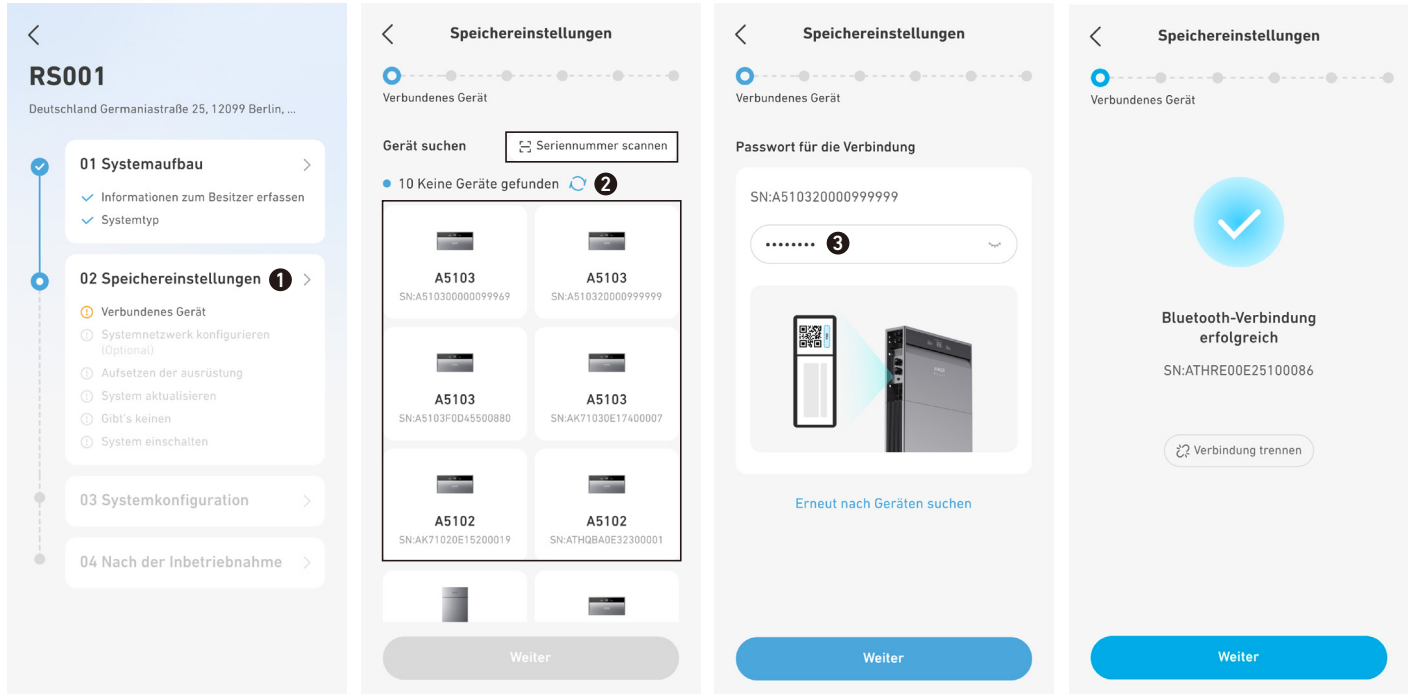 RS001
Deutschland Germaniastraße 25, 12099 Berlin, ...
01 Systemaufbau
Informationen zum Besitzer erfassen
Systemtyp
02 Speichereinstellungen 1
Verbundenes Gerät
Systemnetzwerk konfigurieren
(Optional)
Aufsetzen der ausrüstung
System aktualisieren
Gibt's keinen
System einschalten
03 Systemkonfiguration
04 Nach der Inbetriebnahme
Speichereinstellungen
Verbundenes Gerät
Gerät suchen
Seriennummer scannen
10 Keine Geräte gefunden 2
A5103
SN:A510300000099969
A5103
SN:A510320000999999
A5103
SN:A5103F0D45500880
A5103
SN:AK71030E17400007
A5102
SN:AK71020E15200019
A5102
SN:ATHQBA0E32300001
Weiter
Speichereinstellungen
Verbundenes Gerät
Passwort für die Verbindung
SN:A510320000999999
•••••••• 3
Erneut nach Geräten suchen
Weiter
Speichereinstellungen
Verbundenes Gerät
Bluetooth-Verbindung
erfolgreich
SN:ATHRE00E25100086
Verbindung trennen
Weiter